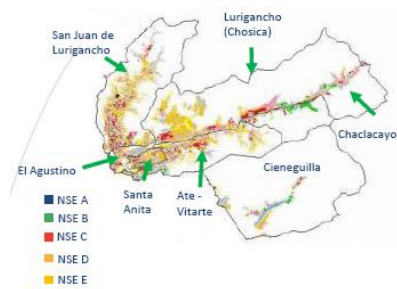 Lurigancho
(Chosica)
San Juan de
Lurigancho
Chaclacayo
El Agustino
Santa
Anita
Ate -
Vitarte
Cieneguilla
NSE A
NSE B
NSE C
NSE D
NSE E